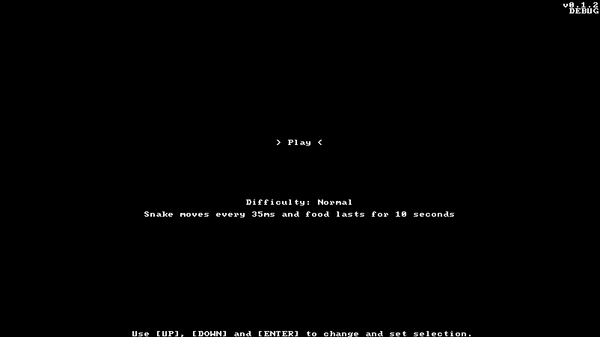 v0.1.2
DEBUG
> Play <
Difficulty: Normal
Snake moves every 35ms and food lasts for 10 seconds
Use [UP], [DOWN] and [ENTER] to change and set selection.